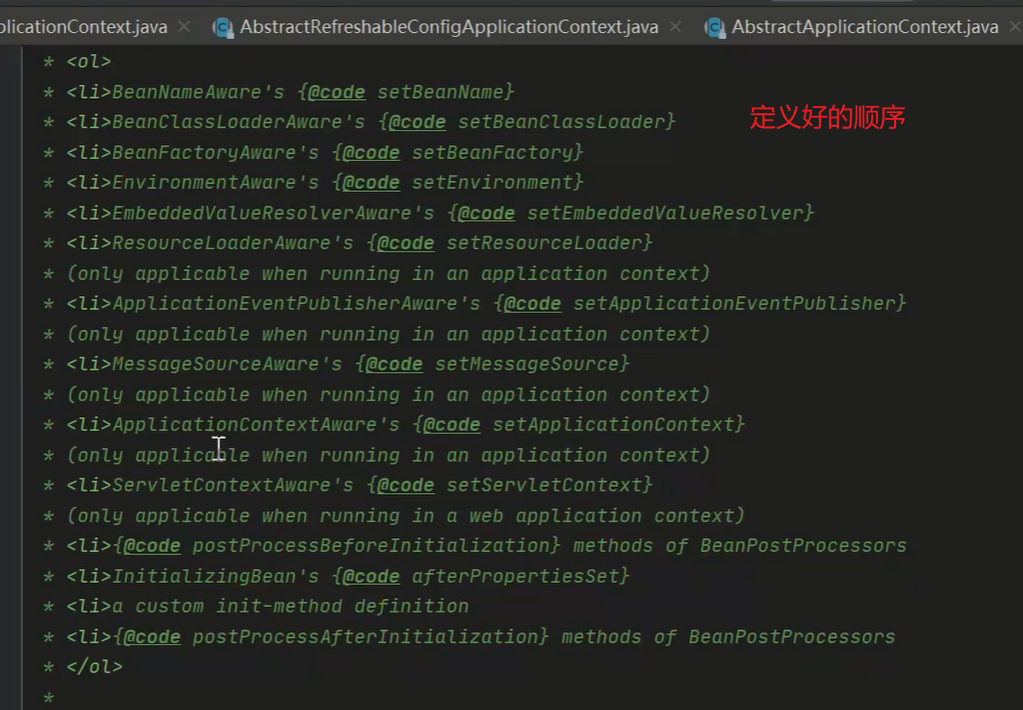 plicationContext.java × AbstractRefreshableConfigApplicationContext.java × AbstractApplicationContext.java ×
* <ol>
* <li>BeanNameAware's {@code setBeanName}
* <li>BeanClassLoaderAware's {@code setBeanClassLoader}
定义好的顺序
* <li>BeanFactoryAware's {@code setBeanFactory}
* <li>EnvironmentAware's {@code setEnvironment}
* <li>EmbeddedValueResolverAware's {@code setEmbeddedValueResolver}
* <li>ResourceLoaderAware's {@code setResourceLoader}
* (only applicable when running in an application context)
* <li>ApplicationEventPublisherAware's {@code setApplicationEventPublisher}
* (only applicable when running in an application context)
* <li>MessageSourceAware's {@code setMessageSource}
* (only applicable when running in an application context)
* <li>ApplicationContextAware's {@code setApplicationContext}
* (only applicable when running in an application context)
* <li>ServletContextAware's {@code setServletContext}
* (only applicable when running in a web application context)
* <li>{@code postProcessBeforeInitialization} methods of BeanPostProcessors
* <li>InitializingBean's {@code afterPropertiesSet}
* <li>a custom init-method definition
* <li>{@code postProcessAfterInitialization} methods of BeanPostProcessors
* </ol>
*